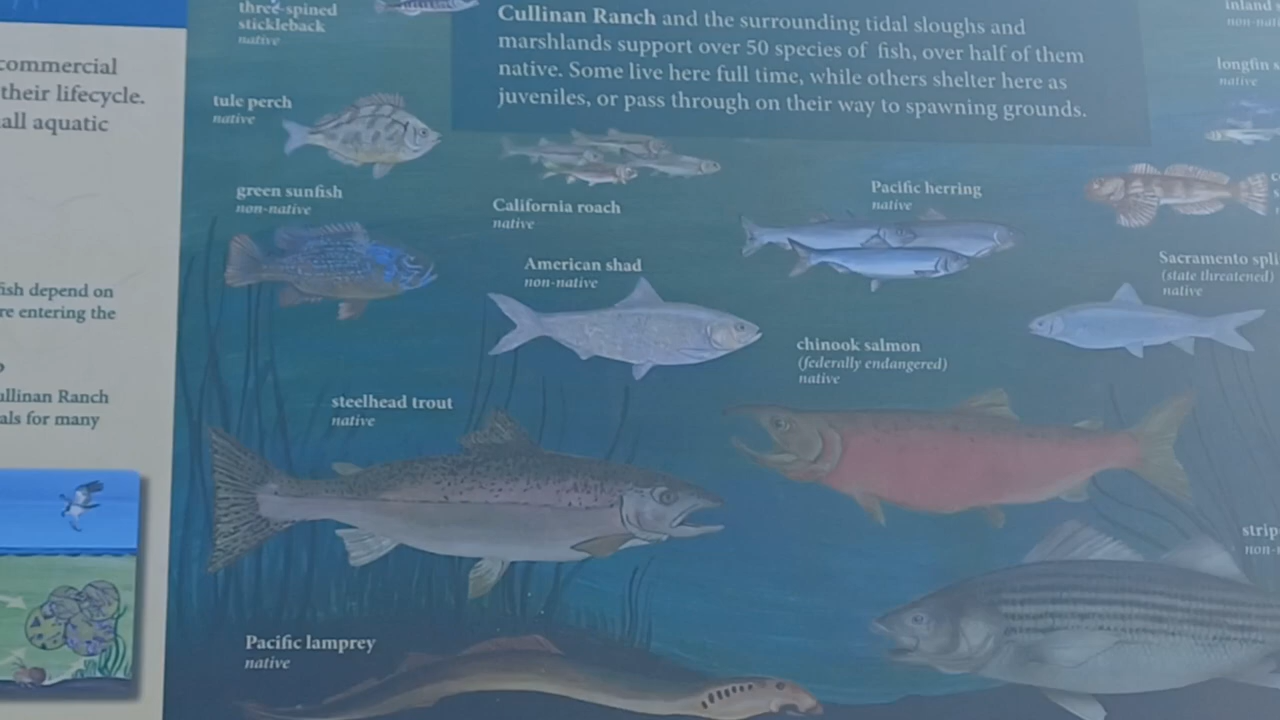 commercial
their lifecycle.
all aquatic
fish depend on
re entering the
ullinan Ranch
als for many
three-spined
stickleback
native
Cullinan Ranch and the surrounding tidal sloughs and
marshlands support over 50 species of fish, over half of them
native. Some live here full time, while others shelter here as
juveniles, or pass through on their way to spawning grounds.
inland
longfin s
native
tule perch
native
green sunfish
non-native
California roach
native
Pacific herring
native
American shad
non-native
Sacramento spli
(state threatened)
native
chinook salmon
(federally endangered)
native
steelhead trout
native
strip
non-
Pacific lamprey
native